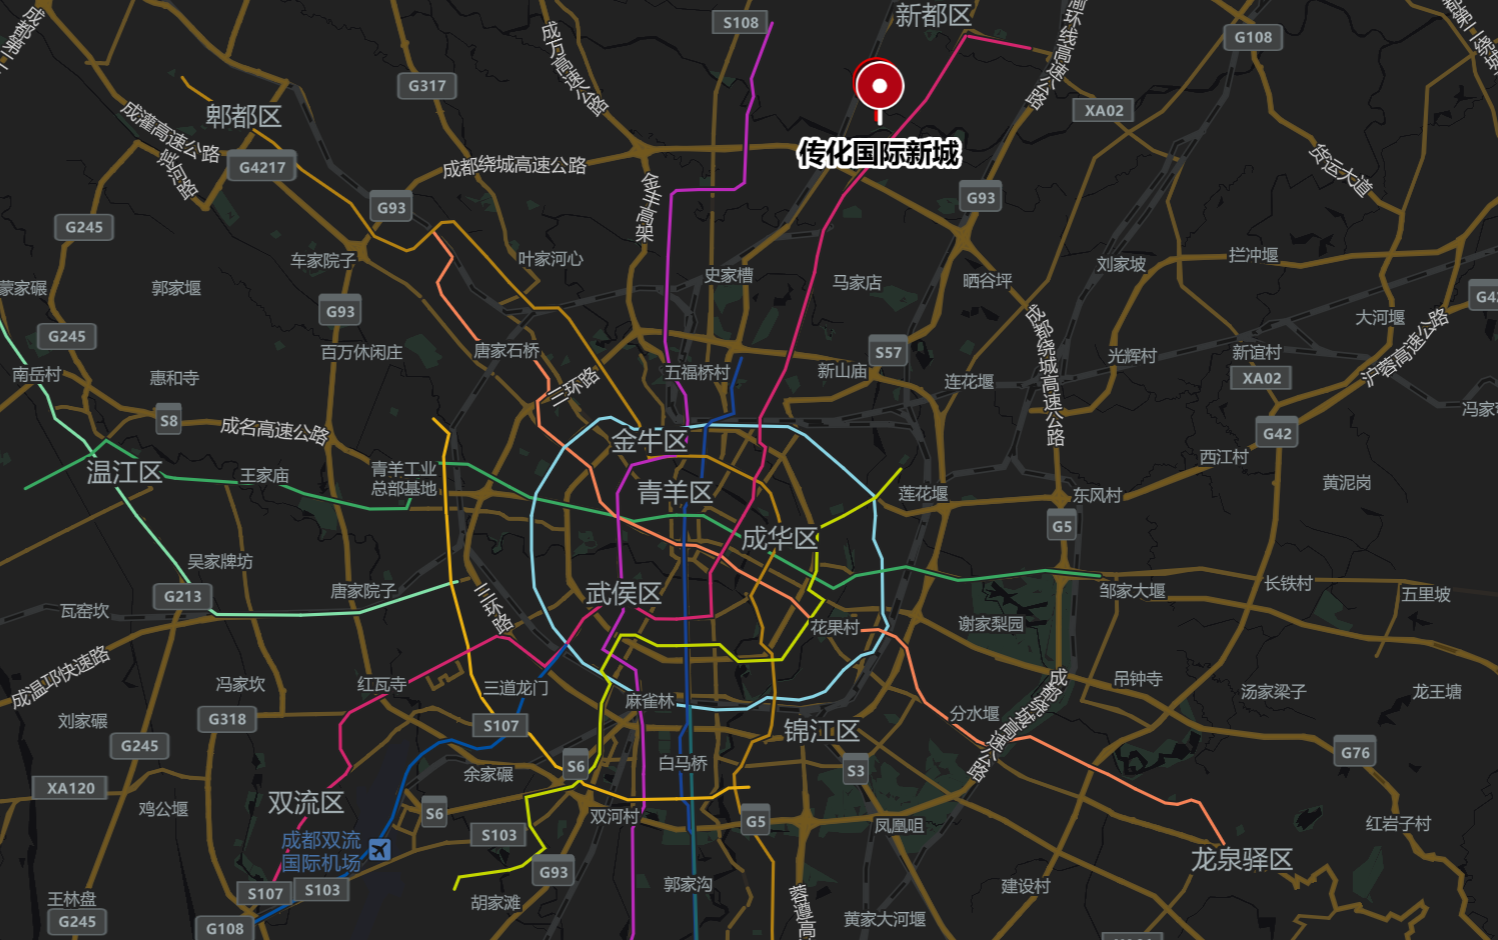 新都区
S108
G108
成万高速公路
G317
XA02
郫都区
成灌高速公路
传化国际新城
货运大道
G4217
成都绕城高速公路
金丰高架
G93
G93
G245
车家院子
叶家河心
史家槽
马家店
晒谷坪
刘家坡
拦冲堰
蒙家碾
郭家堰
G93
成都绕城高速公路
大河堰
G245
百万休闲庄
唐家石桥
五福桥村
新山庙
S57
连花堰
光辉村
新谊村
沪蓉高速公路
南岳村
惠和寺
三环路
XA02
S8
成名高速公路
G42
金牛区
温江区
王家庙
青羊工业
总部基地
青羊区
莲花堰
西江村
黄泥岗
东风村
成华区
G5
吴家牌坊
G213
唐家院子
武侯区
三环路
花果村
谢家梨园
邹家大堰
长铁村
五里坡
瓦窑坎
成温邛快速路
冯家坎
红瓦寺
三道龙门
麻雀林
吊钟寺
汤家梁子
龙王塘
成都绕城高速公路
刘家碾
G318
S107
锦江区
分水堰
G245
G76
XA120
余家碾
S6
白马桥
S3
鸡公堰
双流区
S6
双河村
G5
凤凰咀
红岩子村
成都双流
国际机场
S103
龙泉驿区
G93
S107
S103
郭家沟
建设村
王林盘
胡家滩
蓉遵高
黄家大河堰
G245
G108